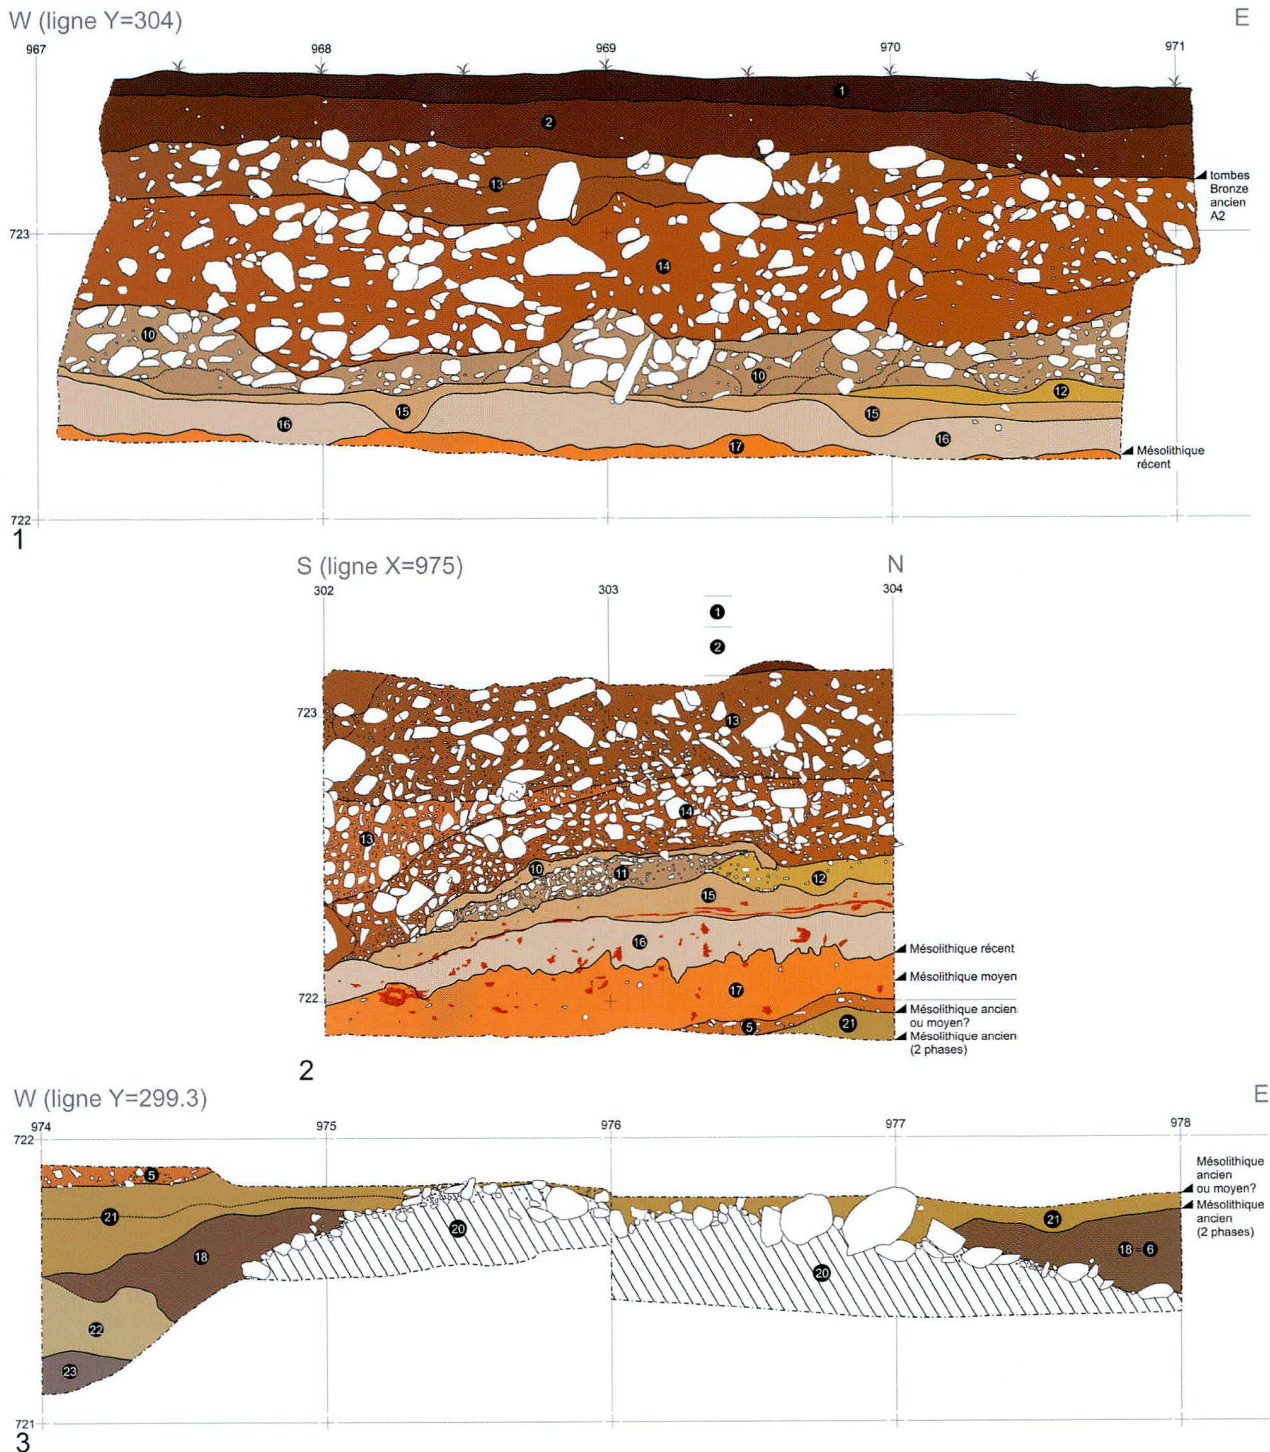 W (ligne Y=304)
E
967
968
969
970
971
1
2
tombes
Bronze
ancien
A2
13
723
14
10
10
12
15
15
16
16
17
Mésolithique
récent
722
1
S (ligne X=975)
N
302
303
304
1
2
723
13
14
13
10
11
12
15
16
Mésolithique récent
Mésolithique moyen
17
722
Mésolithique ancien
ou moyen?
5
21
Mésolithique ancien
(2 phases)
2
W (ligne Y=299.3)
E
974
975
976
977
978
722
Mésolithique
ancien
ou moyen?
Mésolithique
ancien
(2 phases)
5
21
21
20
18
18 = 6
20
22
23
721
3